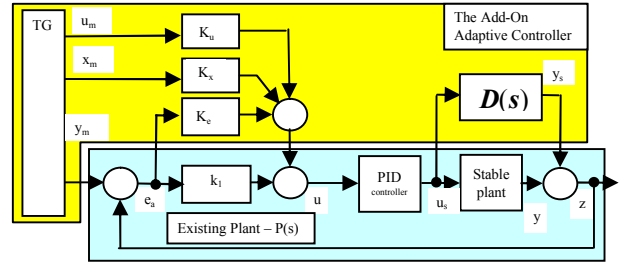 TG
u_m
K_u
The Add-On
Adaptive Controller
x_m
K_x
y_s
D(s)
K_e
y_m
k_1
PID
controller
Stable
plant
e_a
u
u_s
y
z
Existing Plant – P(s)